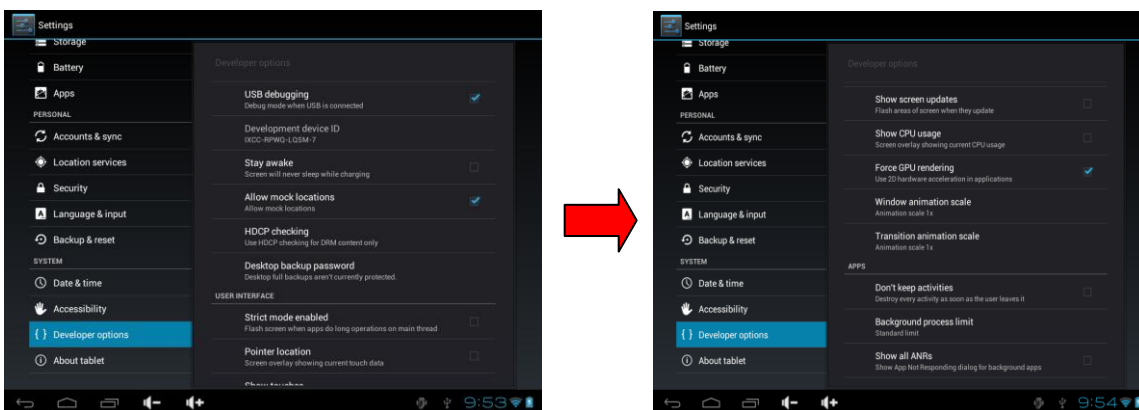 Settings
Storage
Battery
Apps
PERSONAL
Accounts & sync
Location services
Security
Language & input
Backup & reset
SYSTEM
Date & time
Accessibility
{ } Developer options
About tablet
Developer options
USB debugging
Debug mode when USB is connected
Development device ID
IXCC-RPWQ-LQSM-7
Stay awake
Screen will never sleep while charging
Allow mock locations
Allow mock locations
HDCP checking
Use HDCP checking for DRM content only
Desktop backup password
Desktop full backups aren't currently protected.
USER INTERFACE
Strict mode enabled
Flash screen when apps do long operations on main thread
Pointer location
Screen overlay showing current touch data
Show touches
9:53
Settings
Storage
Battery
Apps
PERSONAL
Accounts & sync
Location services
Security
Language & input
Backup & reset
SYSTEM
Date & time
Accessibility
{ } Developer options
About tablet
Developer options
Show screen updates
Flash areas of screen when they update
Show CPU usage
Screen overlay showing current CPU usage
Force GPU rendering
Use 2D hardware acceleration in applications
Window animation scale
Animation scale 1x
Transition animation scale
Animation scale 1x
APPS
Don't keep activities
Destroy every activity as soon as the user leaves it
Background process limit
Standard limit
Show all ANRs
Show App Not Responding dialog for background apps
9:54